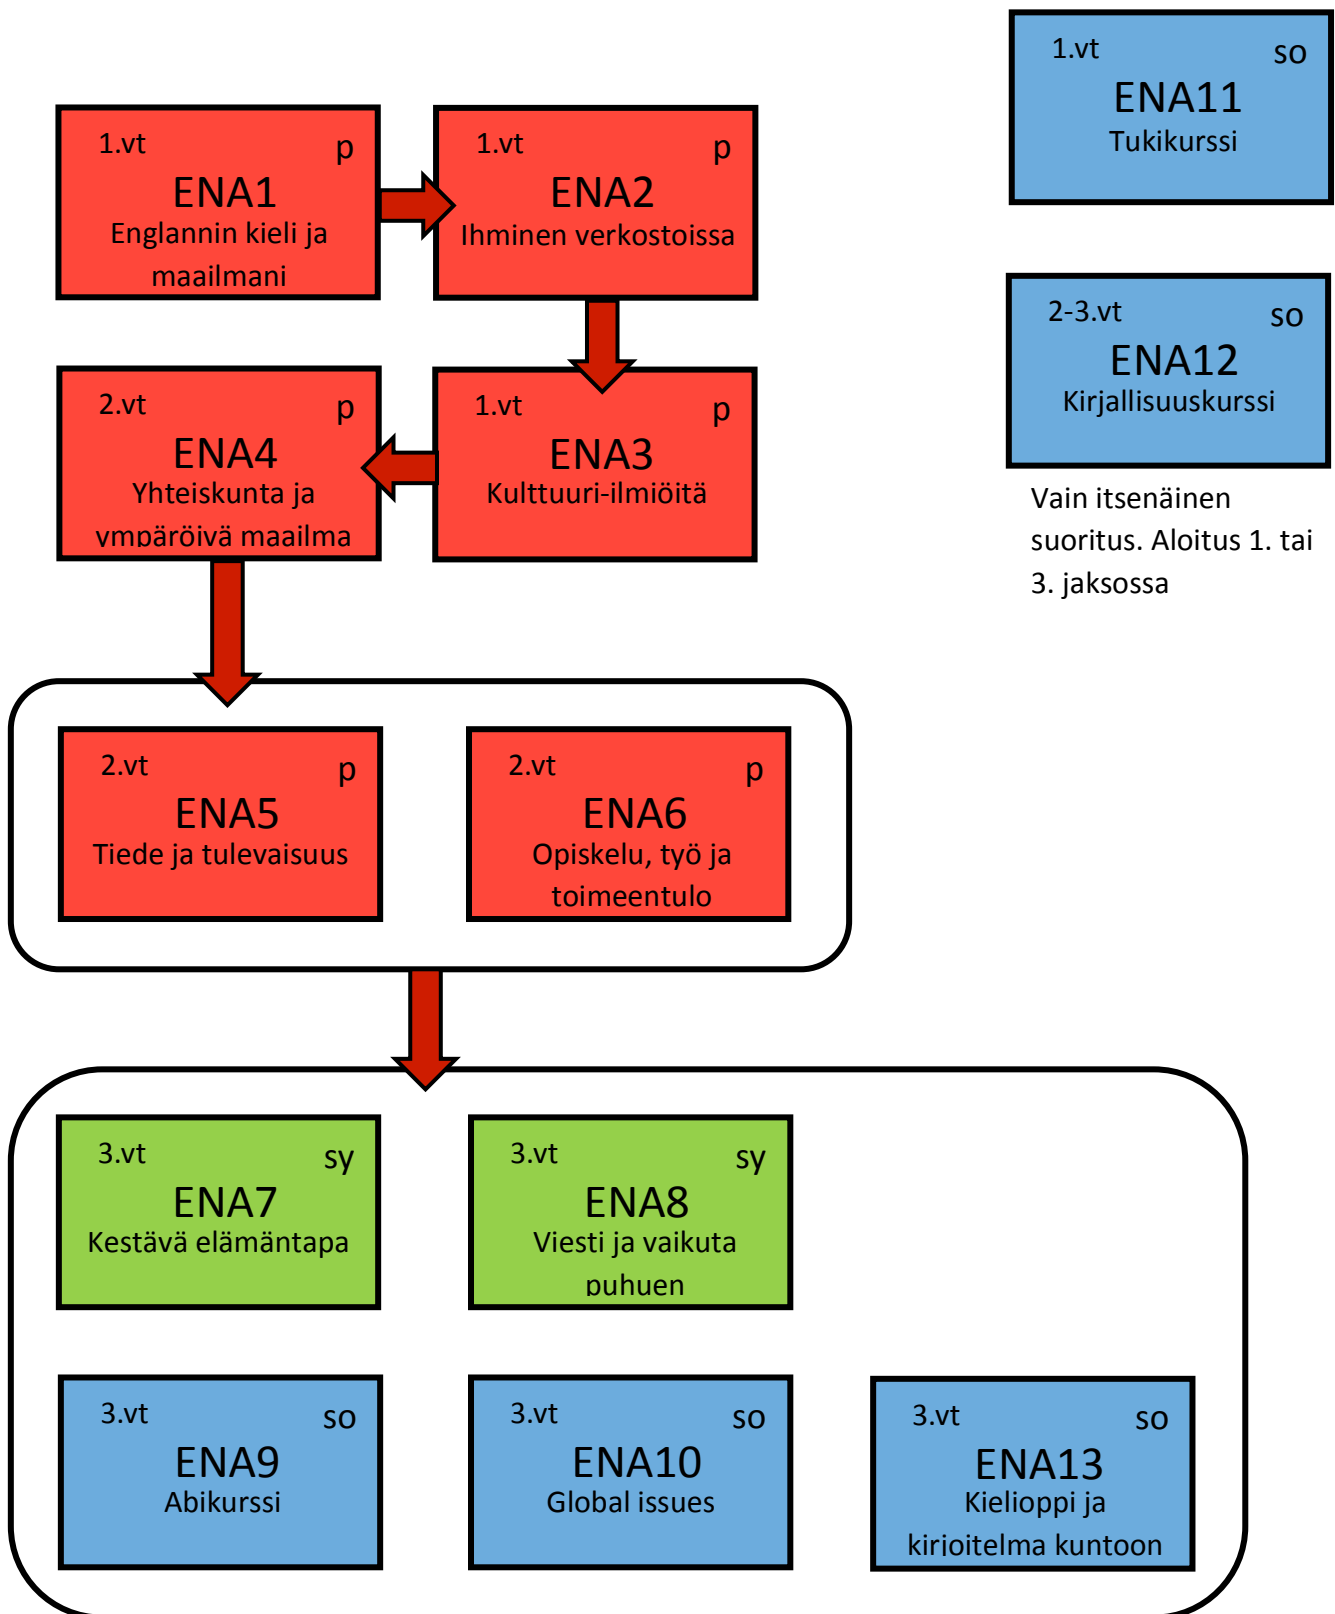 1.vt so
ENA11
Tukikurssi
1.vt p
ENA1
Englannin kieli ja
maailmani
1.vt p
ENA2
Ihminen verkostoissa
2-3.vt so
ENA12
Kirjallisuuskurssi
Vain itsenäinen
suoritus. Aloitus 1. tai
3. jaksossa
2.vt p
ENA4
Yhteiskunta ja
ympäröivä maailma
1.vt p
ENA3
Kulttuuri-ilmiöitä
2.vt p
ENA5
Tiede ja tulevaisuus
2.vt p
ENA6
Opiskelu, työ ja
toimeentulo
3.vt sy
ENA7
Kestävä elämäntapa
3.vt sy
ENA8
Viesti ja vaikuta
puhuen
3.vt so
ENA9
Abikurssi
3.vt so
ENA10
Global issues
3.vt so
ENA13
Kielioppi ja
kirjoitelma kuntoon